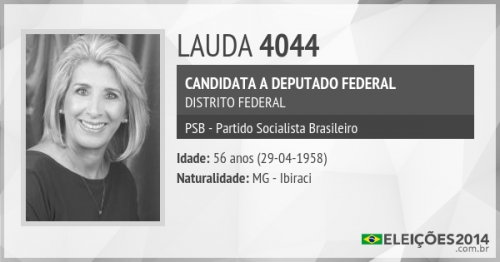 LAUDA 4044
CANDIDATA A DEPUTADO FEDERAL
DISTRITO FEDERAL
PSB - Partido Socialista Brasileiro
Idade: 56 anos (29-04-1958)
Naturalidade: MG - Ibiraci
ELEIÇÕES2014
.com.br